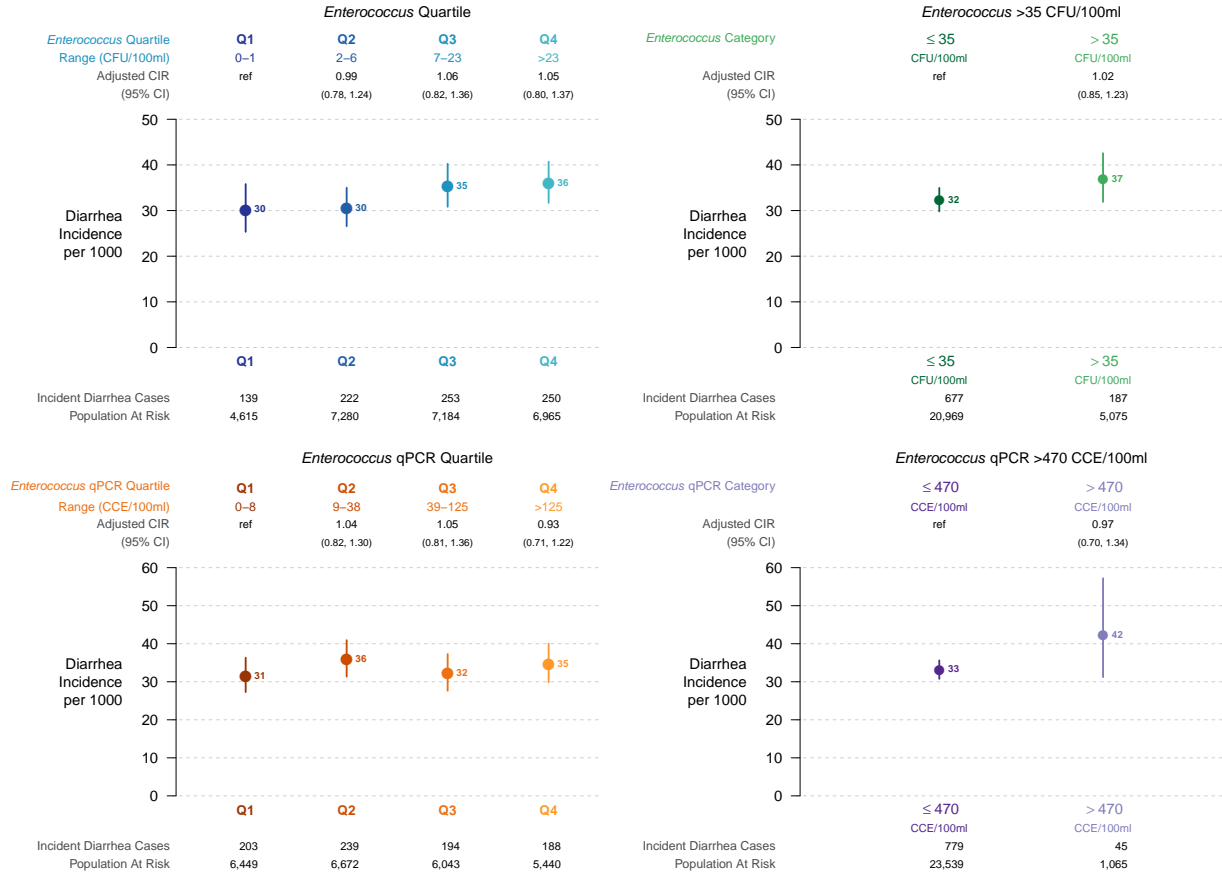 Enterococcus Quartile
Enterococcus Quartile Q1 Q2 Q3 Q4
Range (CFU/100ml) 0–1 2–6 7–23 >23
Adjusted CIR ref 0.99 1.06 1.05
(95% CI) (0.78, 1.24) (0.82, 1.36) (0.80, 1.37)
50
40
30
20
10
0
Diarrhea
Incidence
per 1000
30 30 35 36
Q1 Q2 Q3 Q4
Incident Diarrhea Cases 139 222 253 250
Population At Risk 4,615 7,280 7,184 6,965
Enterococcus >35 CFU/100ml
Enterococcus Category ≤ 35 > 35
CFU/100ml CFU/100ml
Adjusted CIR ref 1.02
(95% CI) (0.85, 1.23)
50
40
30
20
10
0
Diarrhea
Incidence
per 1000
32 37
≤ 35 > 35
CFU/100ml CFU/100ml
Incident Diarrhea Cases 677 187
Population At Risk 20,969 5,075
Enterococcus qPCR Quartile
Enterococcus qPCR Quartile Q1 Q2 Q3 Q4
Range (CCE/100ml) 0–8 9–38 39–125 >125
Adjusted CIR ref 1.04 1.05 0.93
(95% CI) (0.82, 1.30) (0.81, 1.36) (0.71, 1.22)
60
50
40
30
20
10
0
Diarrhea
Incidence
per 1000
31 36 32 35
Q1 Q2 Q3 Q4
Incident Diarrhea Cases 203 239 194 188
Population At Risk 6,449 6,672 6,043 5,440
Enterococcus qPCR >470 CCE/100ml
Enterococcus qPCR Category ≤ 470 > 470
CCE/100ml CCE/100ml
Adjusted CIR ref 0.97
(95% CI) (0.70, 1.34)
60
50
40
30
20
10
0
Diarrhea
Incidence
per 1000
33 42
≤ 470 > 470
CCE/100ml CCE/100ml
Incident Diarrhea Cases 779 45
Population At Risk 23,539 1,065